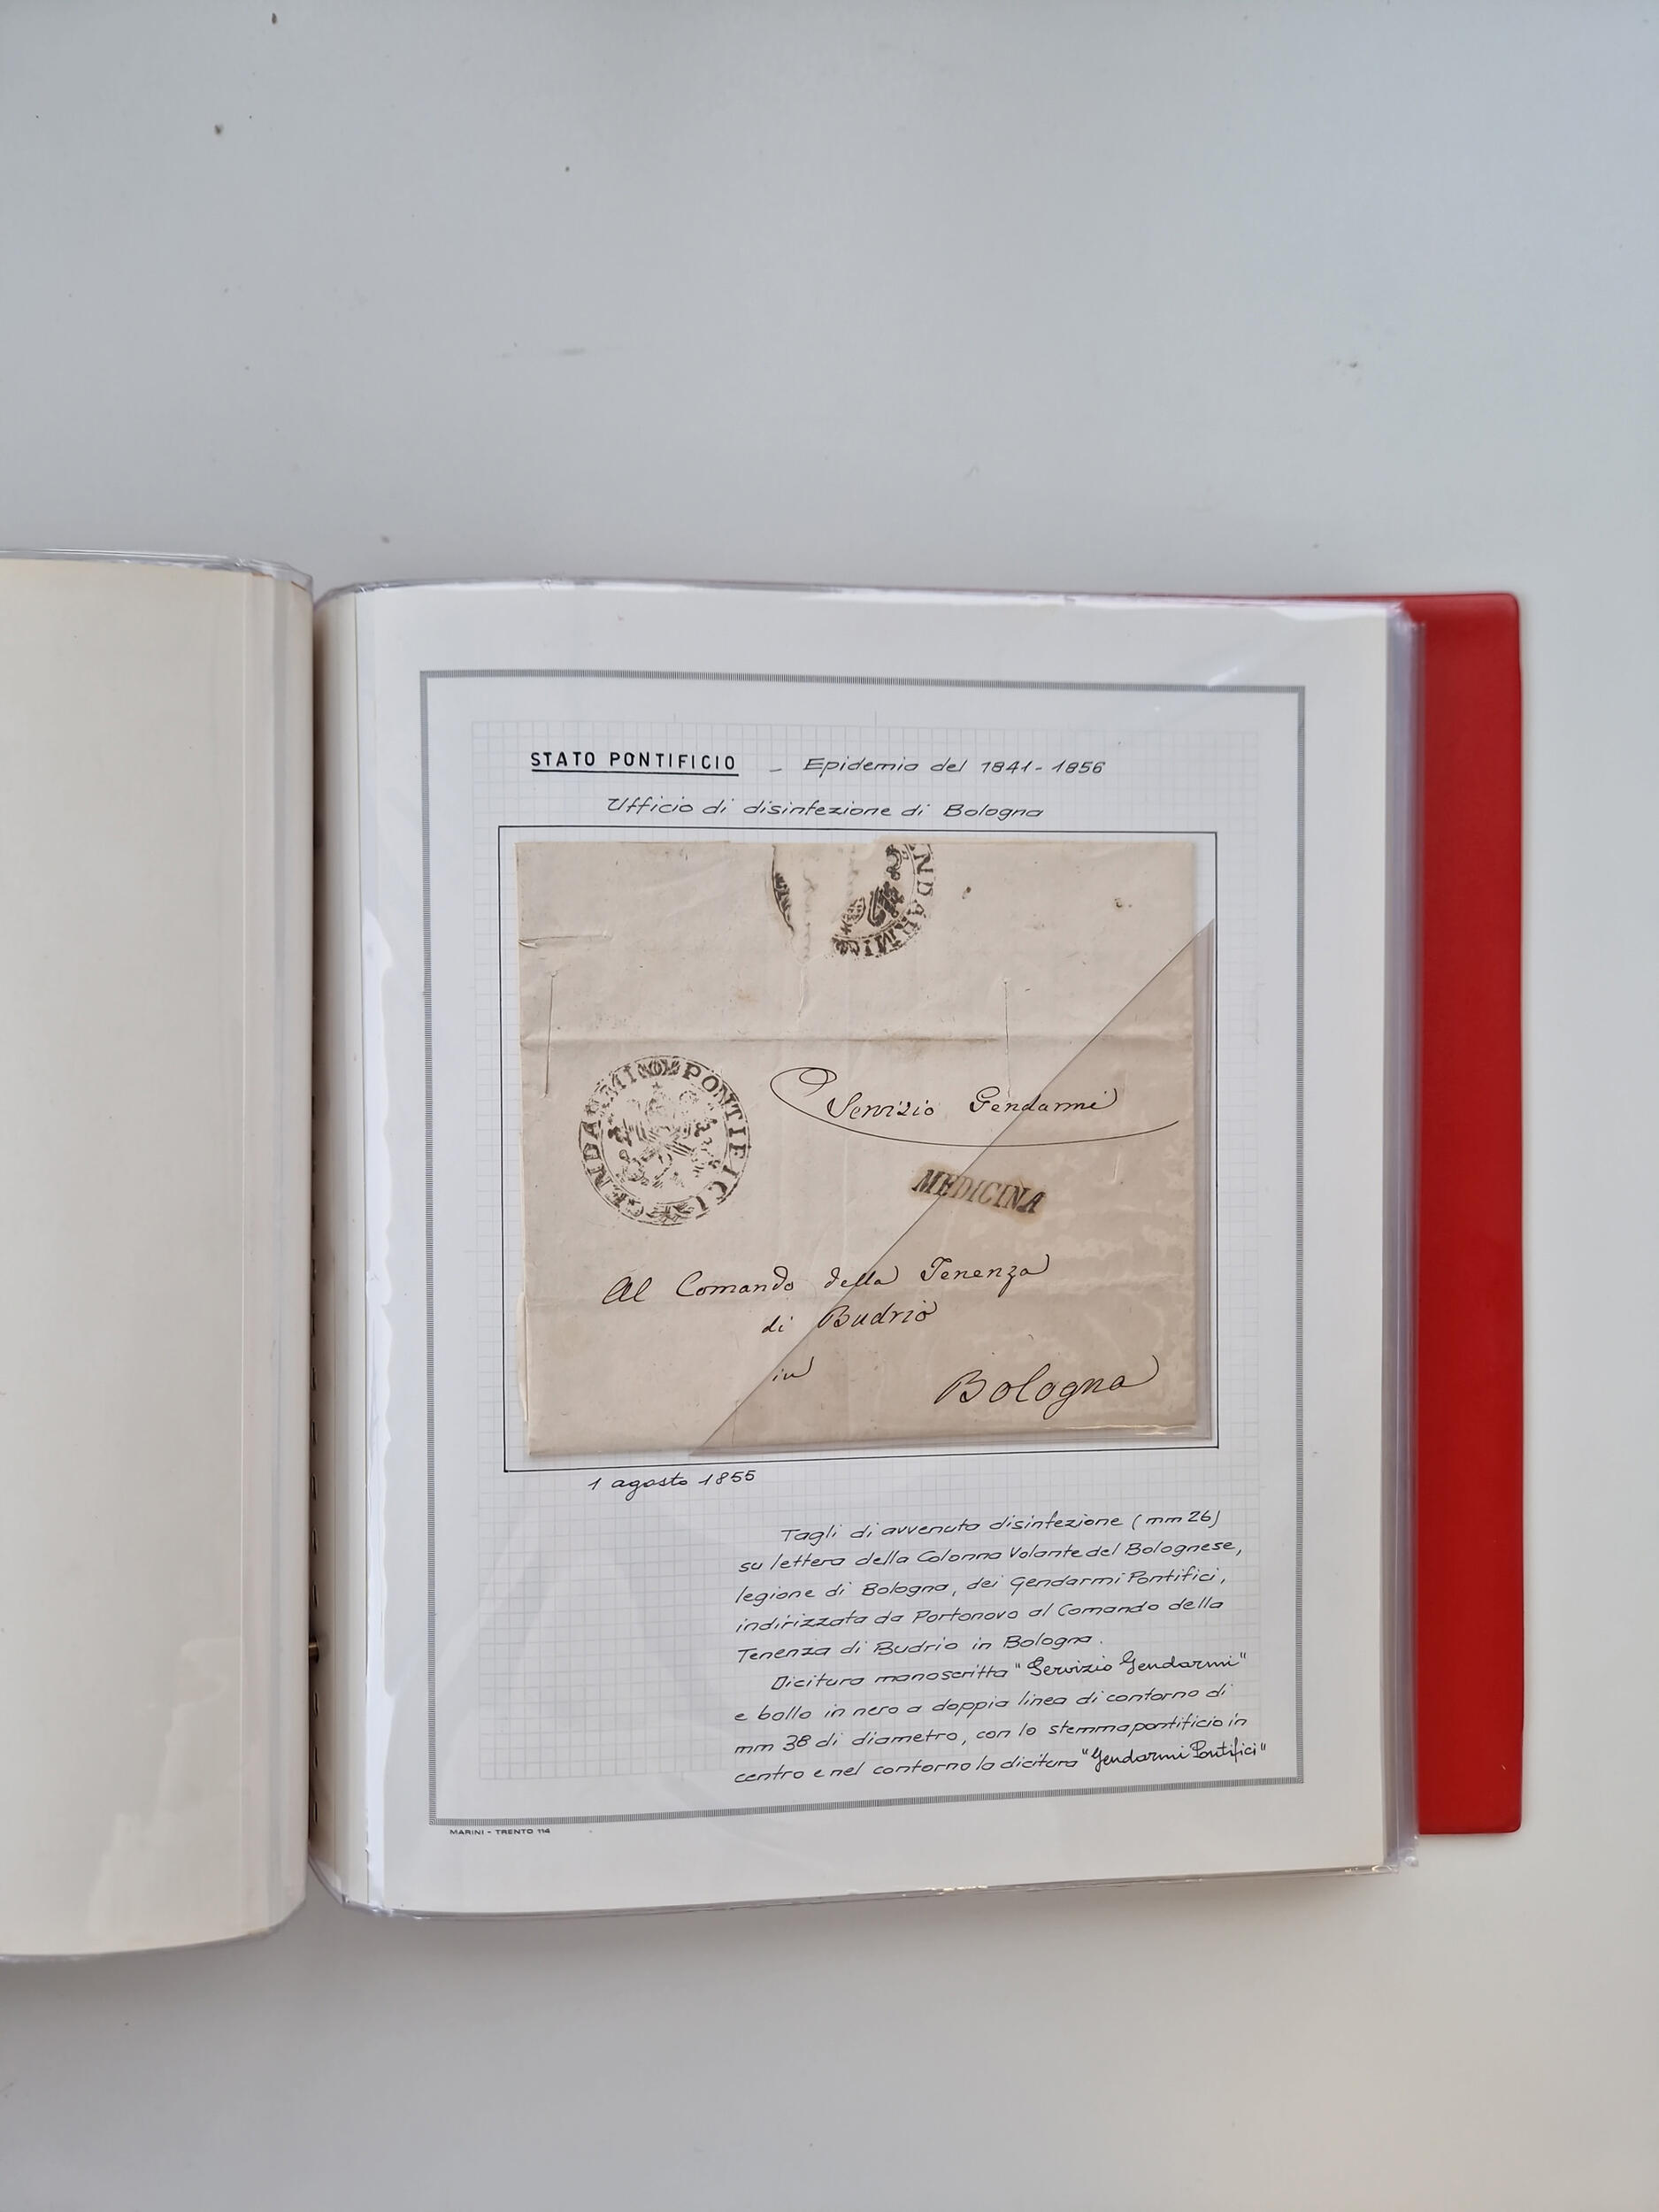 STATO PONTIFICIO - Epidemia del 1841-1856
Ufficio di disinfezione di Bologna
NDARMI
GENDARMI PONTIFICI
Servizio Gendarmi
MEDICINA
Al Comando della Tenenza
di Budrio
in
Bologna
1 agosto 1855
Tagli di avvenuta disinfezione (mm 26)
su lettera della Colonna Volante del Bolognese,
legione di Bologna, dei Gendarmi Pontifici,
indirizzata da Portonovo al Comando della
Tenenza di Budrio in Bologna.
Dicitura manoscritta "Servizio Gendarmi"
e bollo in nero a doppia linea di contorno di
mm 38 di diametro, con lo stemma pontificio in
centro e nel contorno la dicitura "Gendarmi Pontifici"
MARINI - TRENTO 114